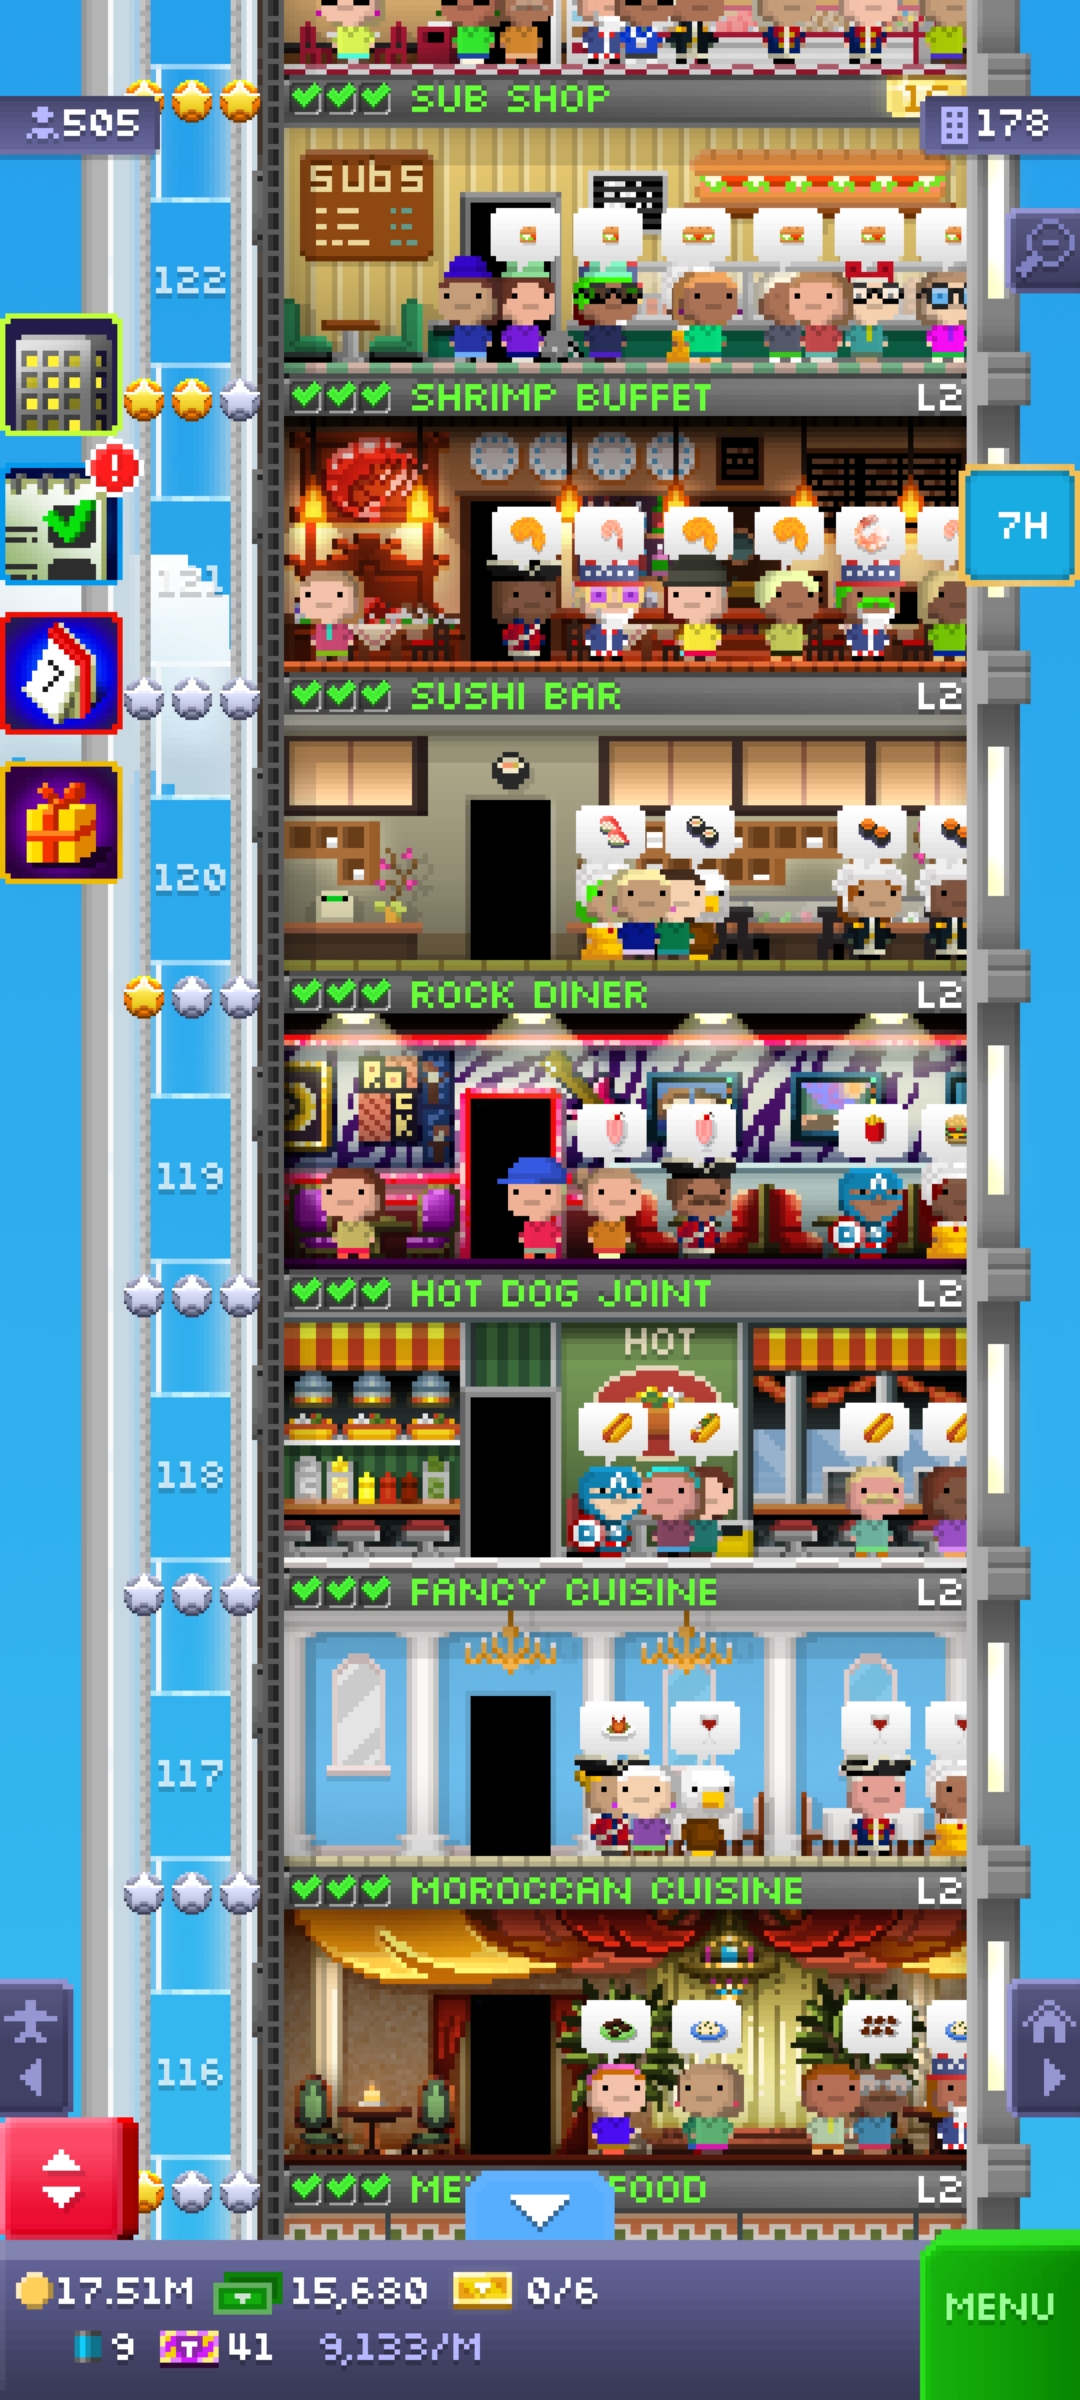 SUB SHOP
505
178
SUBS
122
SHRIMP BUFFET L2
7H
121
SUSHI BAR L2
120
ROCK DINER L2
ROCK
119
HOT DOG JOINT L2
HOT
118
FANCY CUISINE L2
117
MOROCCAN CUISINE L2
116
FOOD L2
17.51M 15,680 0/6
MENU
9 41 9,133/M